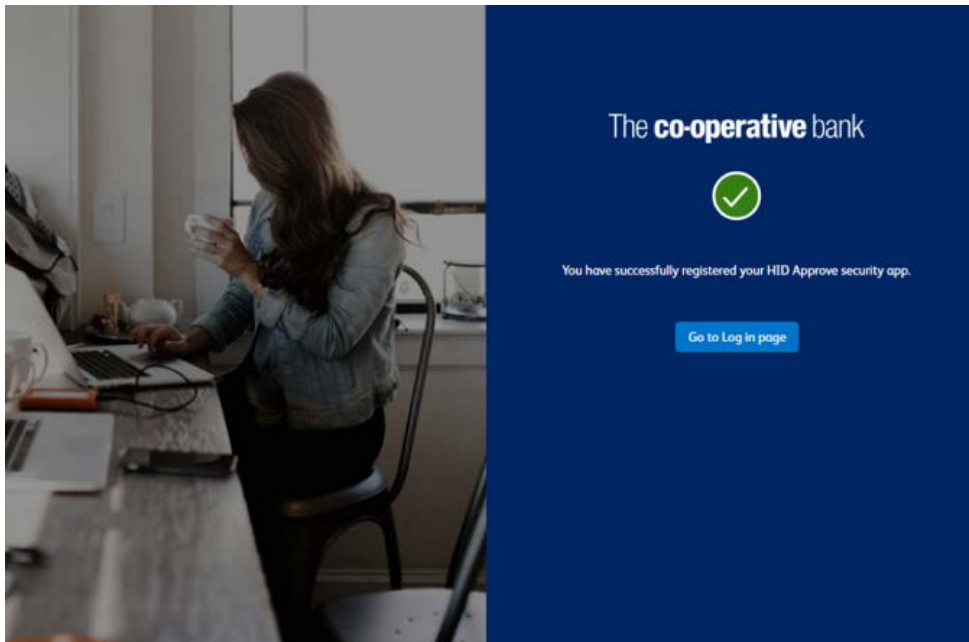 The co-operative bank
You have successfully registered your HID Approve security app.
Go to Log in page